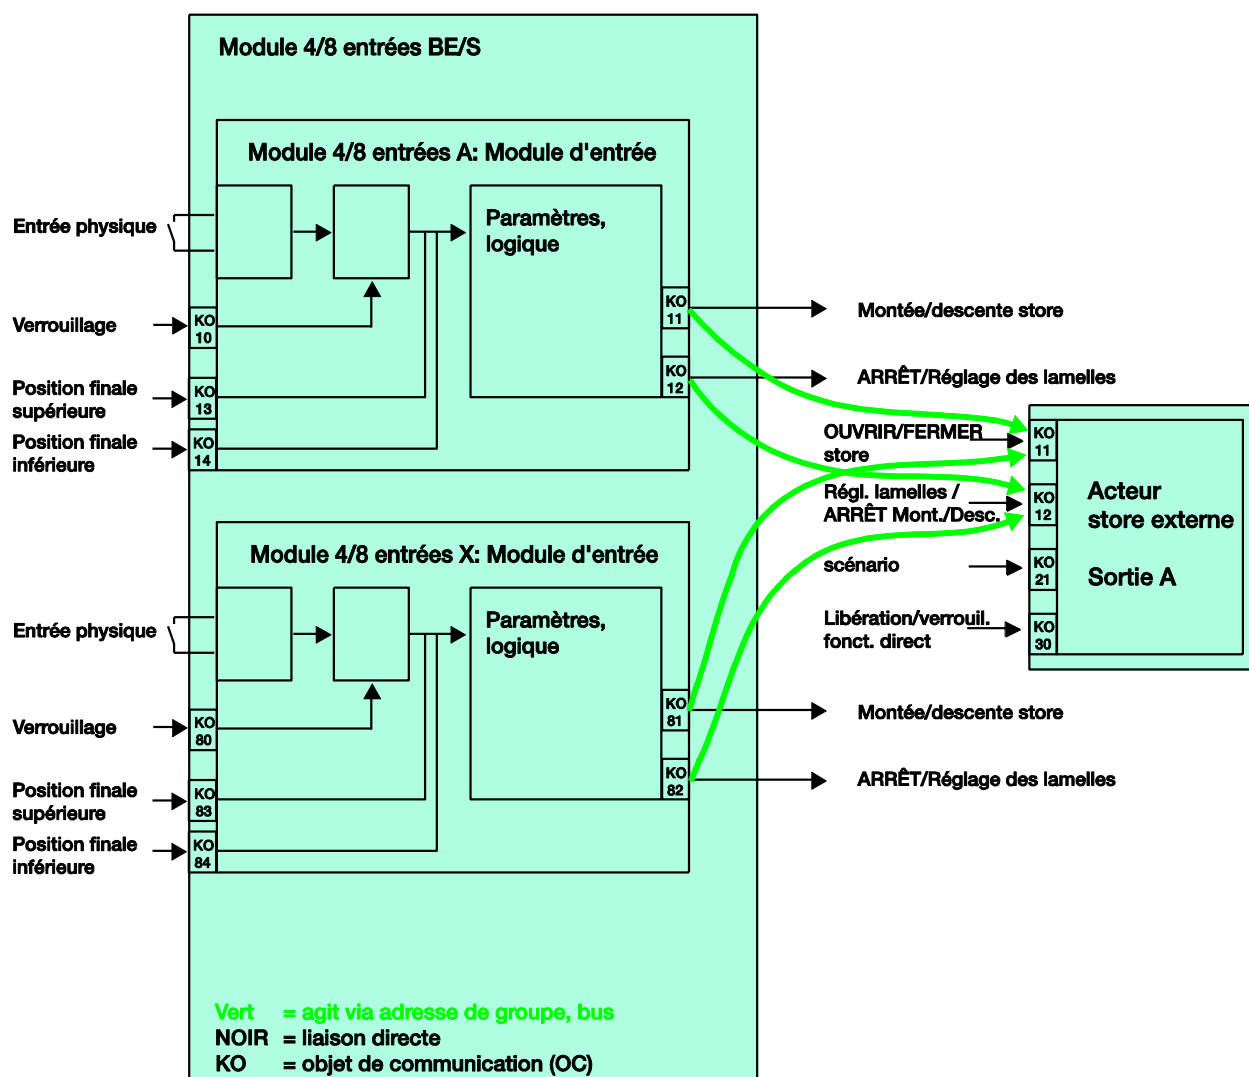 Module 4/8 entrées BE/S
Module 4/8 entrées A: Module d'entrée
Entrée physique
Paramètres,
logique
Verrouillage
KO
10
KO
11
Montée/descente store
Position finale
supérieure
KO
13
KO
12
ARRÊT/Réglage des lamelles
Position finale
inférieure
KO
14
OUVRIR/FERMER
store
KO
11
Régl. lamelles /
ARRÊT Mont./Desc.
KO
12
Acteur
store externe
Sortie A
scénario
KO
21
Libération/verrouil.
fonct. direct
KO
30
Module 4/8 entrées X: Module d'entrée
Entrée physique
Paramètres,
logique
Verrouillage
KO
80
KO
81
Montée/descente store
Position finale
supérieure
KO
83
KO
82
ARRÊT/Réglage des lamelles
Position finale
inférieure
KO
84
Vert = agit via adresse de groupe, bus
NOIR = liaison directe
KO = objet de communication (OC)